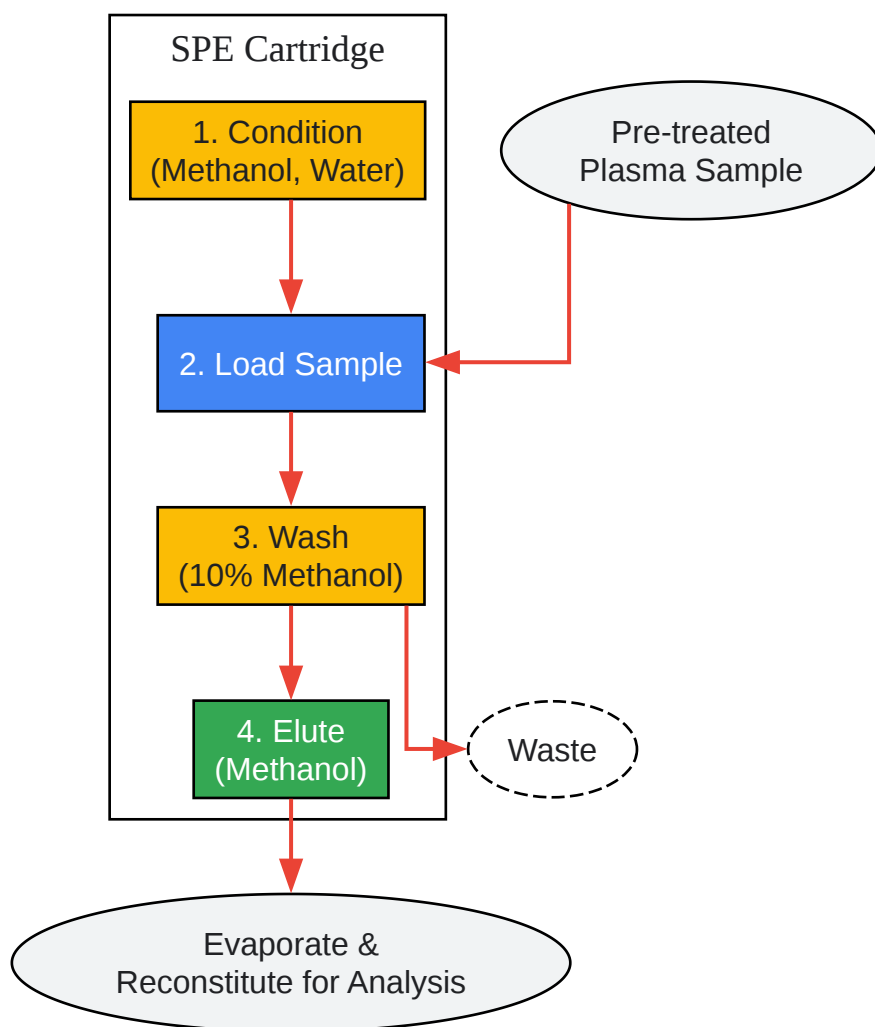 SPE Cartridge
1. Condition
(Methanol, Water)
Pre-treated
Plasma Sample
2. Load Sample
3. Wash
(10% Methanol)
4. Elute
(Methanol)
Waste
Evaporate &
Reconstitute for Analysis